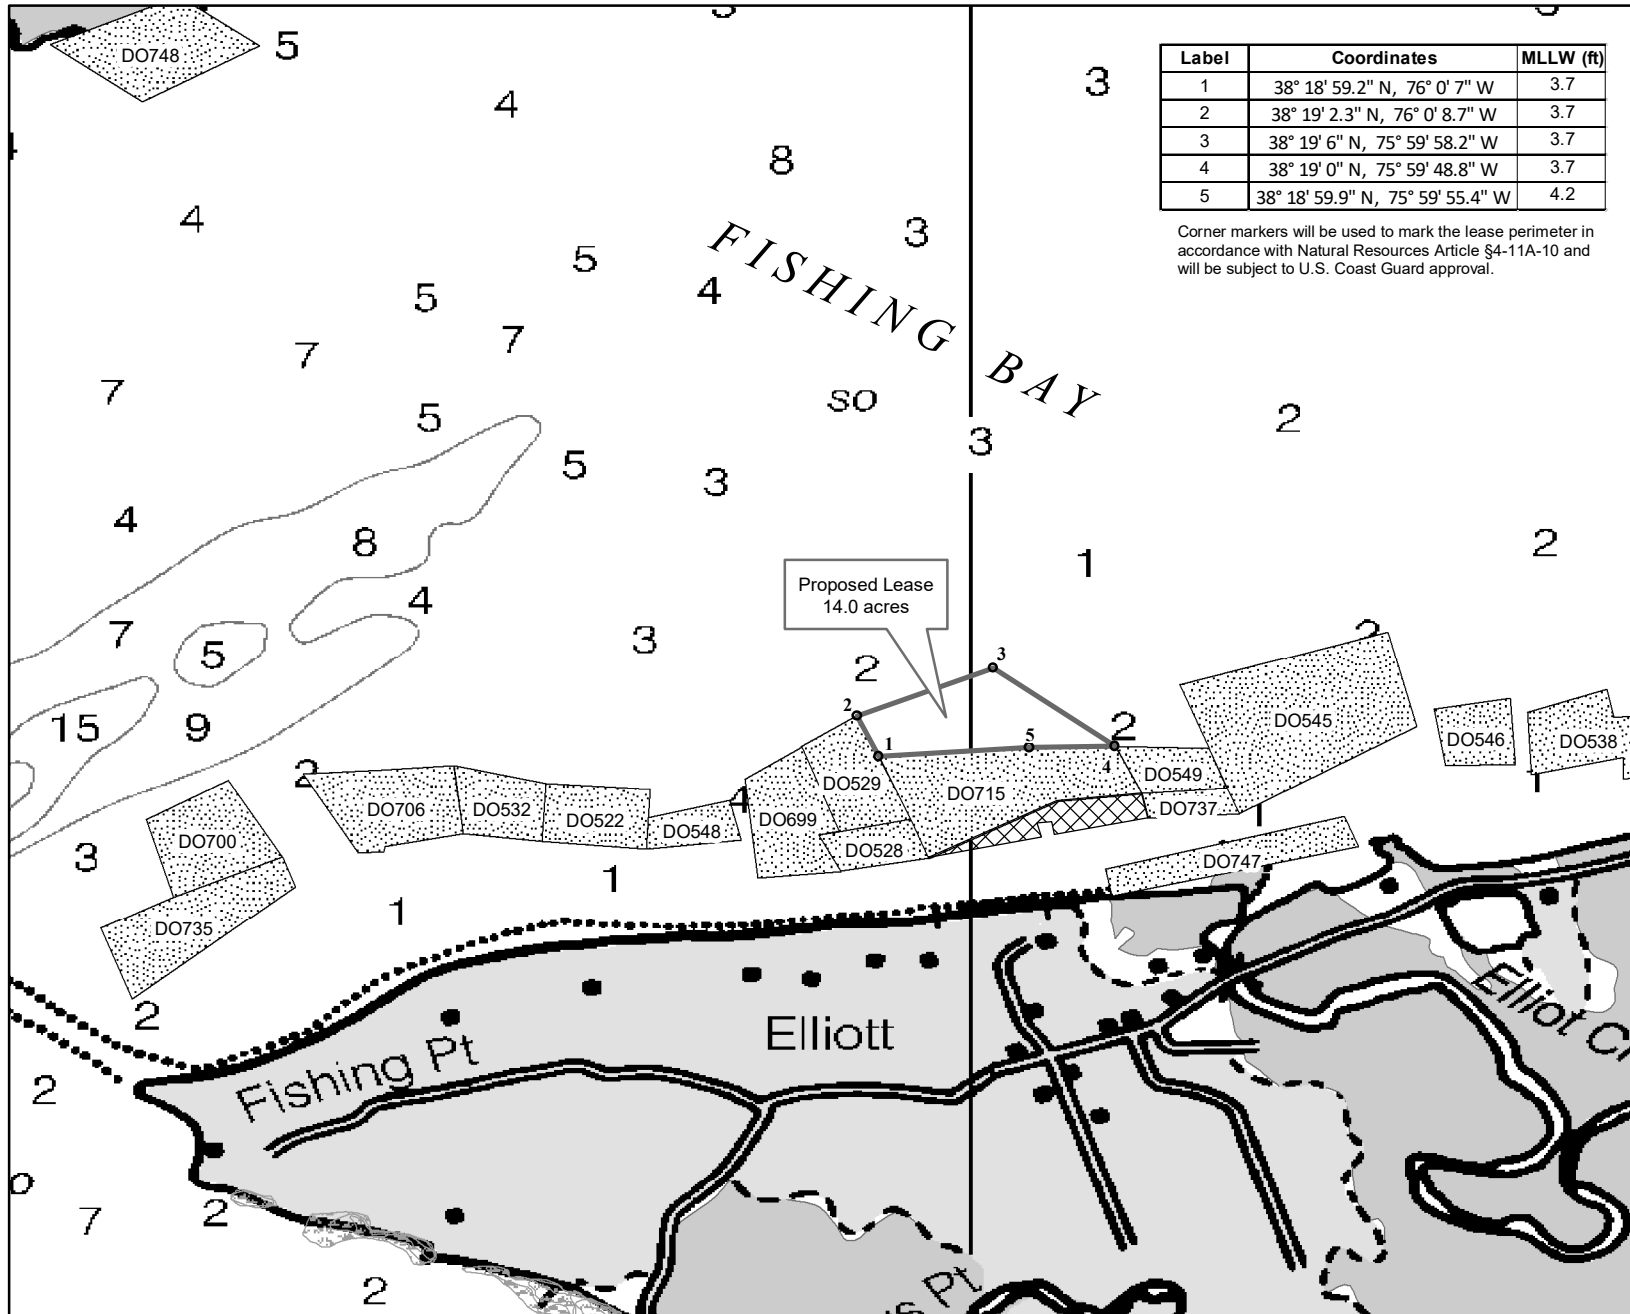 DO748
5
4
3
8
4
3
5
5
4
7
7
7
5
5
3
4
8
4
7
5
15
9
3
3
2
3
2
2
1
SO
FISHING BAY
Label Coordinates MLLW (ft)
1 38° 18' 59.2" N, 76° 0' 7" W 3.7
2 38° 19' 2.3" N, 76° 0' 8.7" W 3.7
3 38° 19' 6" N, 75° 59' 58.2" W 3.7
4 38° 19' 0" N, 75° 59' 48.8" W 3.7
5 38° 18' 59.9" N, 75° 59' 55.4" W 4.2
Corner markers will be used to mark the lease perimeter in
accordance with Natural Resources Article §4-11A-10 and
will be subject to U.S. Coast Guard approval.
Proposed Lease
14.0 acres
3
2
1
5
4
2
2
2
4
DO545
DO546
DO538
DO549
DO737
DO715
DO529
DO699
DO528
DO548
DO522
DO532
DO706
DO700
DO735
DO747
3
1
1
1
1
2
2
7
2
2
Fishing Pt
Elliott
Elliot C
s Pt